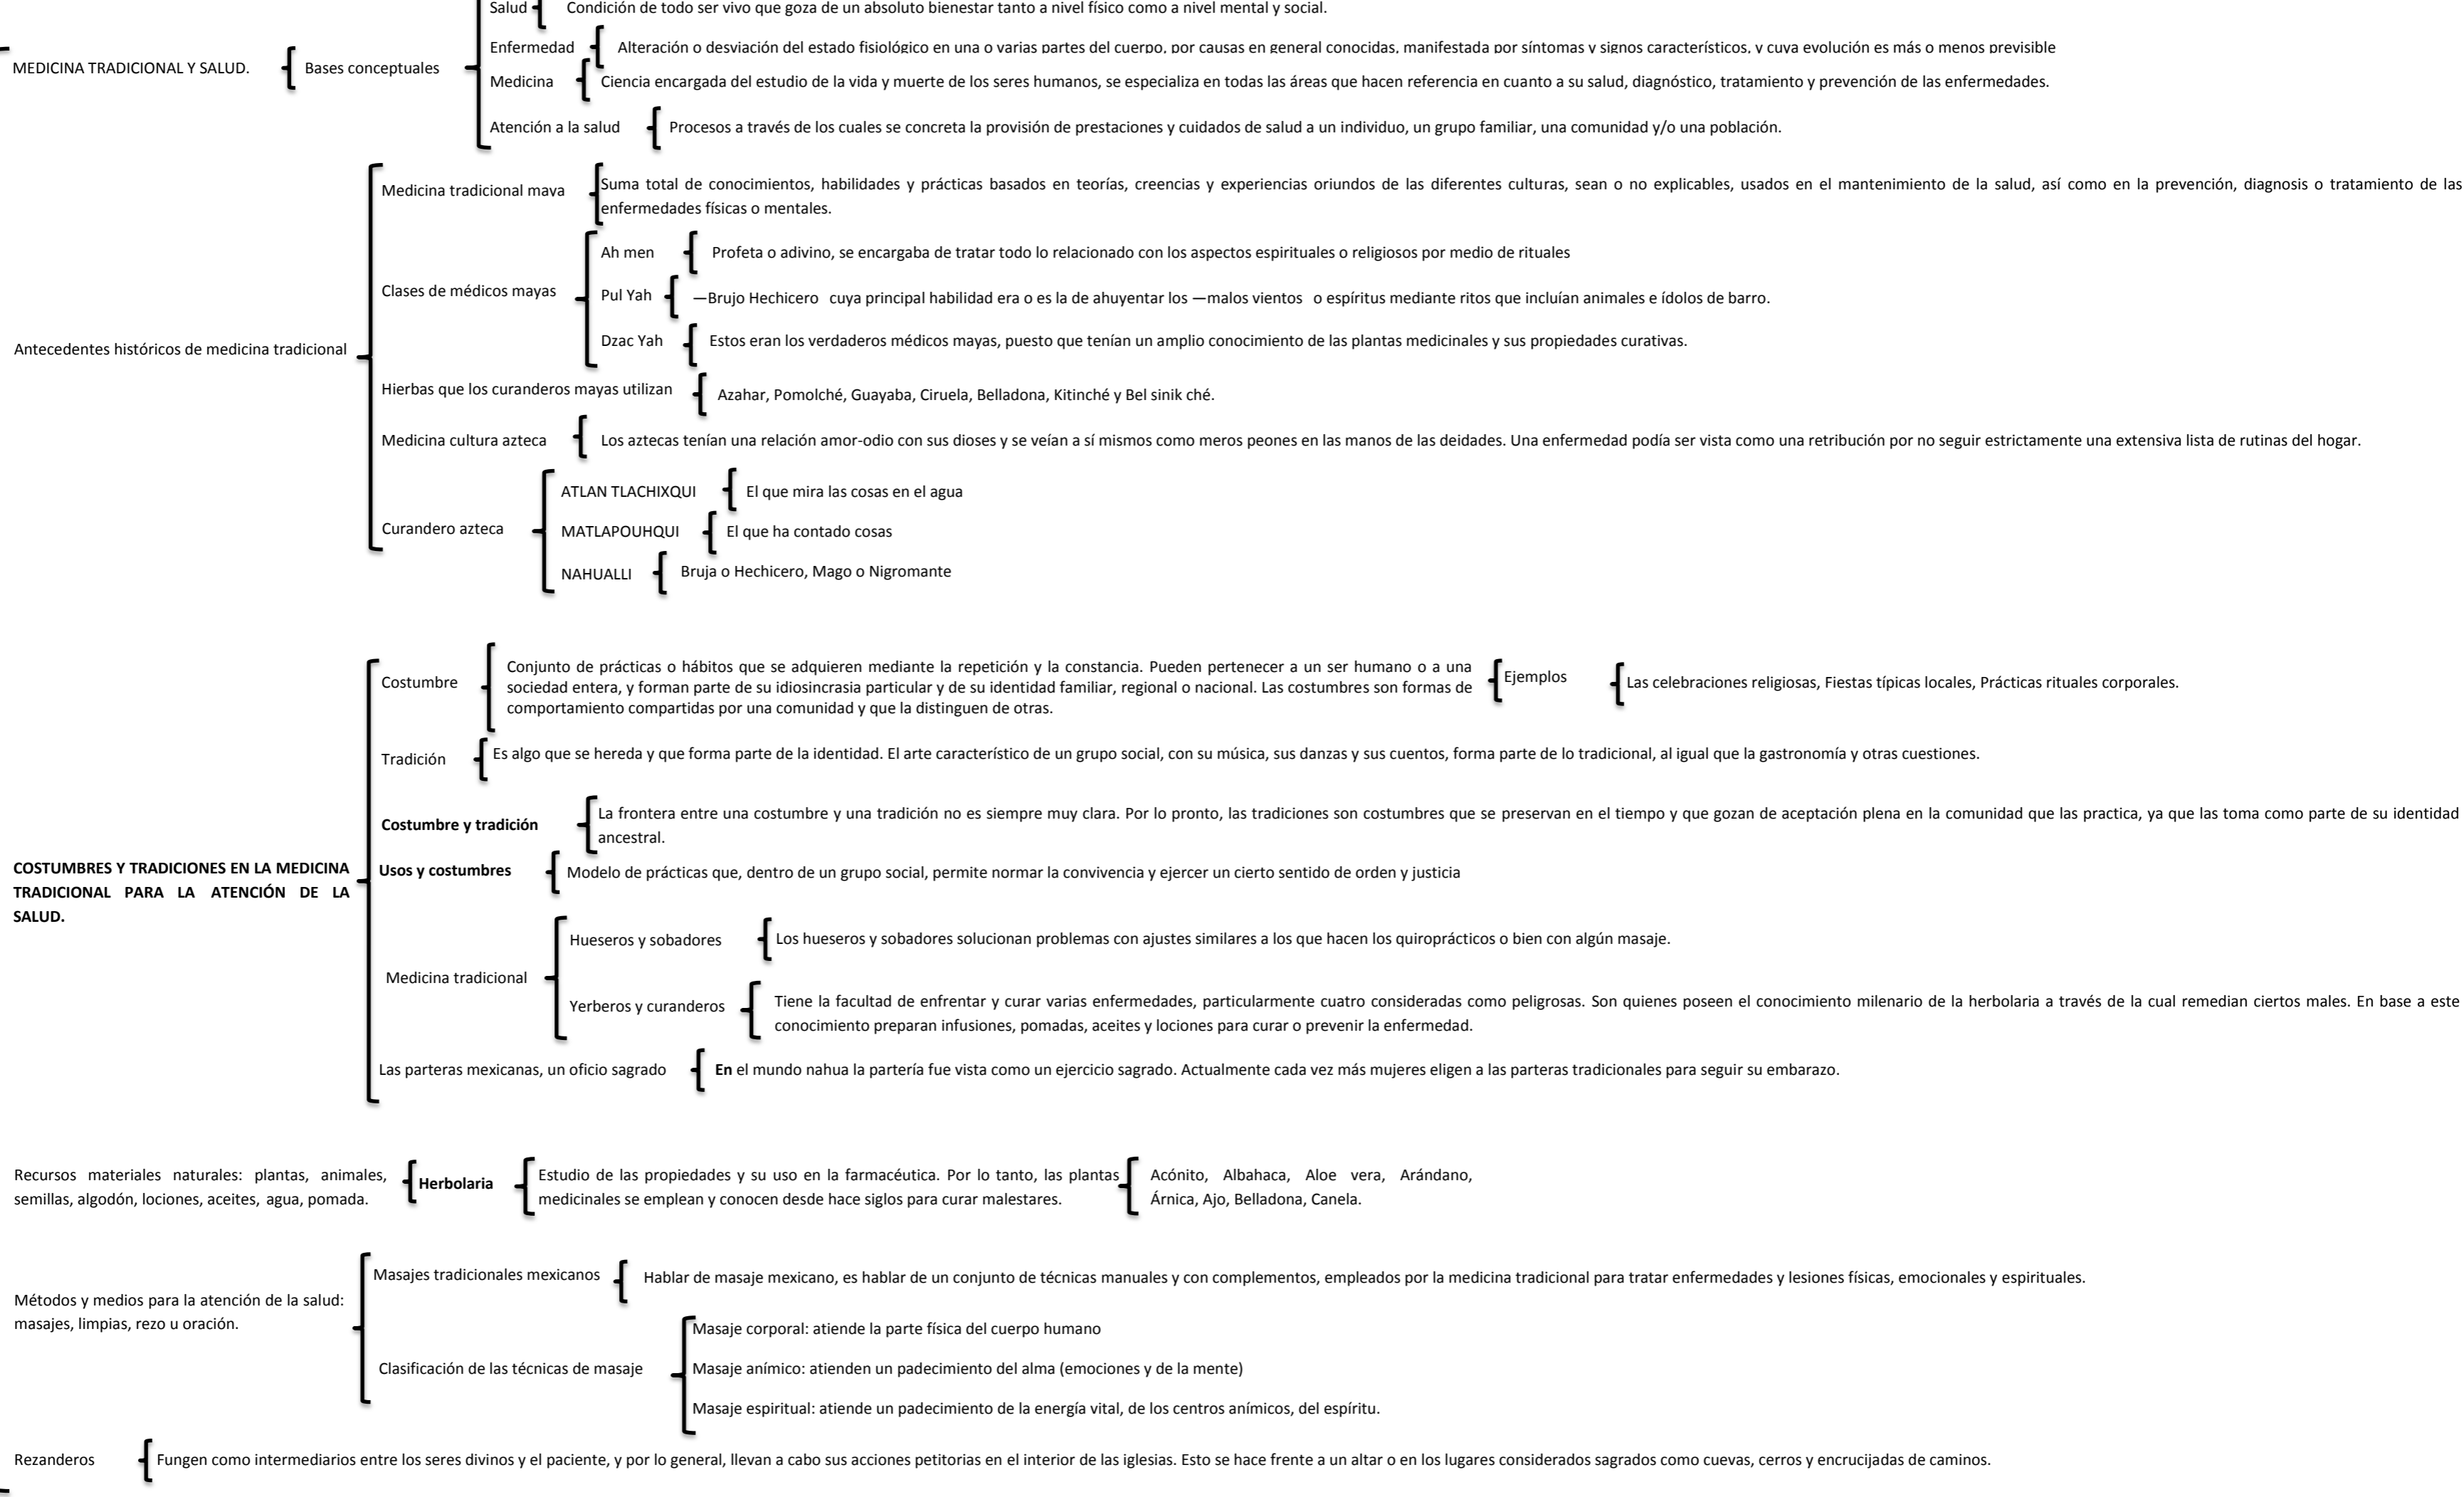 Salud
Condición de todo ser vivo que goza de un absoluto bienestar tanto a nivel físico como a nivel mental y social.
Enfermedad
Alteración o desviación del estado fisiológico en una o varias partes del cuerpo, por causas en general conocidas, manifestada por síntomas y signos característicos, y cuya evolución es más o menos previsible
MEDICINA TRADICIONAL Y SALUD.
Bases conceptuales
Medicina
Ciencia encargada del estudio de la vida y muerte de los seres humanos, se especializa en todas las áreas que hacen referencia en cuanto a su salud, diagnóstico, tratamiento y prevención de las enfermedades.
Atención a la salud
Procesos a través de los cuales se concreta la provisión de prestaciones y cuidados de salud a un individuo, un grupo familiar, una comunidad y/o una población.
Antecedentes históricos de medicina tradicional
Medicina tradicional maya
Suma total de conocimientos, habilidades y prácticas basados en teorías, creencias y experiencias oriundos de las diferentes culturas, sean o no explicables, usados en el mantenimiento de la salud, así como en la prevención, diagnosis o tratamiento de las
enfermedades físicas o mentales.
Clases de médicos mayas
Ah men
Profeta o adivino, se encargaba de tratar todo lo relacionado con los aspectos espirituales o religiosos por medio de rituales
Pul Yah
—Brujo Hechicero cuya principal habilidad era o es la de ahuyentar los —malos vientos o espíritus mediante ritos que incluían animales e ídolos de barro.
Dzac Yah
Estos eran los verdaderos médicos mayas, puesto que tenían un amplio conocimiento de las plantas medicinales y sus propiedades curativas.
Hierbas que los curanderos mayas utilizan
Azahar, Pomolché, Guayaba, Ciruela, Belladona, Kitinché y Bel sinik ché.
Medicina cultura azteca
Los aztecas tenían una relación amor-odio con sus dioses y se veían a sí mismos como meros peones en las manos de las deidades. Una enfermedad podía ser vista como una retribución por no seguir estrictamente una extensiva lista de rutinas del hogar.
Curandero azteca
ATLAN TLACHIXQUI
El que mira las cosas en el agua
MATLAPOUHQUI
El que ha contado cosas
NAHUALLI
Bruja o Hechicero, Mago o Nigromante
COSTUMBRES Y TRADICIONES EN LA MEDICINA
TRADICIONAL PARA LA ATENCIÓN DE LA
SALUD.
Costumbre
Conjunto de prácticas o hábitos que se adquieren mediante la repetición y la constancia. Pueden pertenecer a un ser humano o a una
sociedad entera, y forman parte de su idiosincrasia particular y de su identidad familiar, regional o nacional. Las costumbres son formas de
comportamiento compartidas por una comunidad y que la distinguen de otras.
Ejemplos
Las celebraciones religiosas, Fiestas típicas locales, Prácticas rituales corporales.
Tradición
Es algo que se hereda y que forma parte de la identidad. El arte característico de un grupo social, con su música, sus danzas y sus cuentos, forma parte de lo tradicional, al igual que la gastronomía y otras cuestiones.
Costumbre y tradición
La frontera entre una costumbre y una tradición no es siempre muy clara. Por lo pronto, las tradiciones son costumbres que se preservan en el tiempo y que gozan de aceptación plena en la comunidad que las practica, ya que las toma como parte de su identidad
ancestral.
Usos y costumbres
Modelo de prácticas que, dentro de un grupo social, permite normar la convivencia y ejercer un cierto sentido de orden y justicia
Medicina tradicional
Hueseros y sobadores
Los hueseros y sobadores solucionan problemas con ajustes similares a los que hacen los quiroprácticos o bien con algún masaje.
Yerberos y curanderos
Tiene la facultad de enfrentar y curar varias enfermedades, particularmente cuatro consideradas como peligrosas. Son quienes poseen el conocimiento milenario de la herbolaria a través de la cual remedian ciertos males. En base a este
conocimiento preparan infusiones, pomadas, aceites y lociones para curar o prevenir la enfermedad.
Las parteras mexicanas, un oficio sagrado
En el mundo nahua la partería fue vista como un ejercicio sagrado. Actualmente cada vez más mujeres eligen a las parteras tradicionales para seguir su embarazo.
Recursos materiales naturales: plantas, animales,
semillas, algodón, lociones, aceites, agua, pomada.
Herbolaria
Estudio de las propiedades y su uso en la farmacéutica. Por lo tanto, las plantas
medicinales se emplean y conocen desde hace siglos para curar malestares.
Acónito, Albahaca, Aloe vera, Arándano,
Árnica, Ajo, Belladona, Canela.
Métodos y medios para la atención de la salud:
masajes, limpias, rezo u oración.
Masajes tradicionales mexicanos
Hablar de masaje mexicano, es hablar de un conjunto de técnicas manuales y con complementos, empleados por la medicina tradicional para tratar enfermedades y lesiones físicas, emocionales y espirituales.
Clasificación de las técnicas de masaje
Masaje corporal: atiende la parte física del cuerpo humano
Masaje anímico: atienden un padecimiento del alma (emociones y de la mente)
Masaje espiritual: atiende un padecimiento de la energía vital, de los centros anímicos, del espíritu.
Rezanderos
Fungen como intermediarios entre los seres divinos y el paciente, y por lo general, llevan a cabo sus acciones petitorias en el interior de las iglesias. Esto se hace frente a un altar o en los lugares considerados sagrados como cuevas, cerros y encrucijadas de caminos.